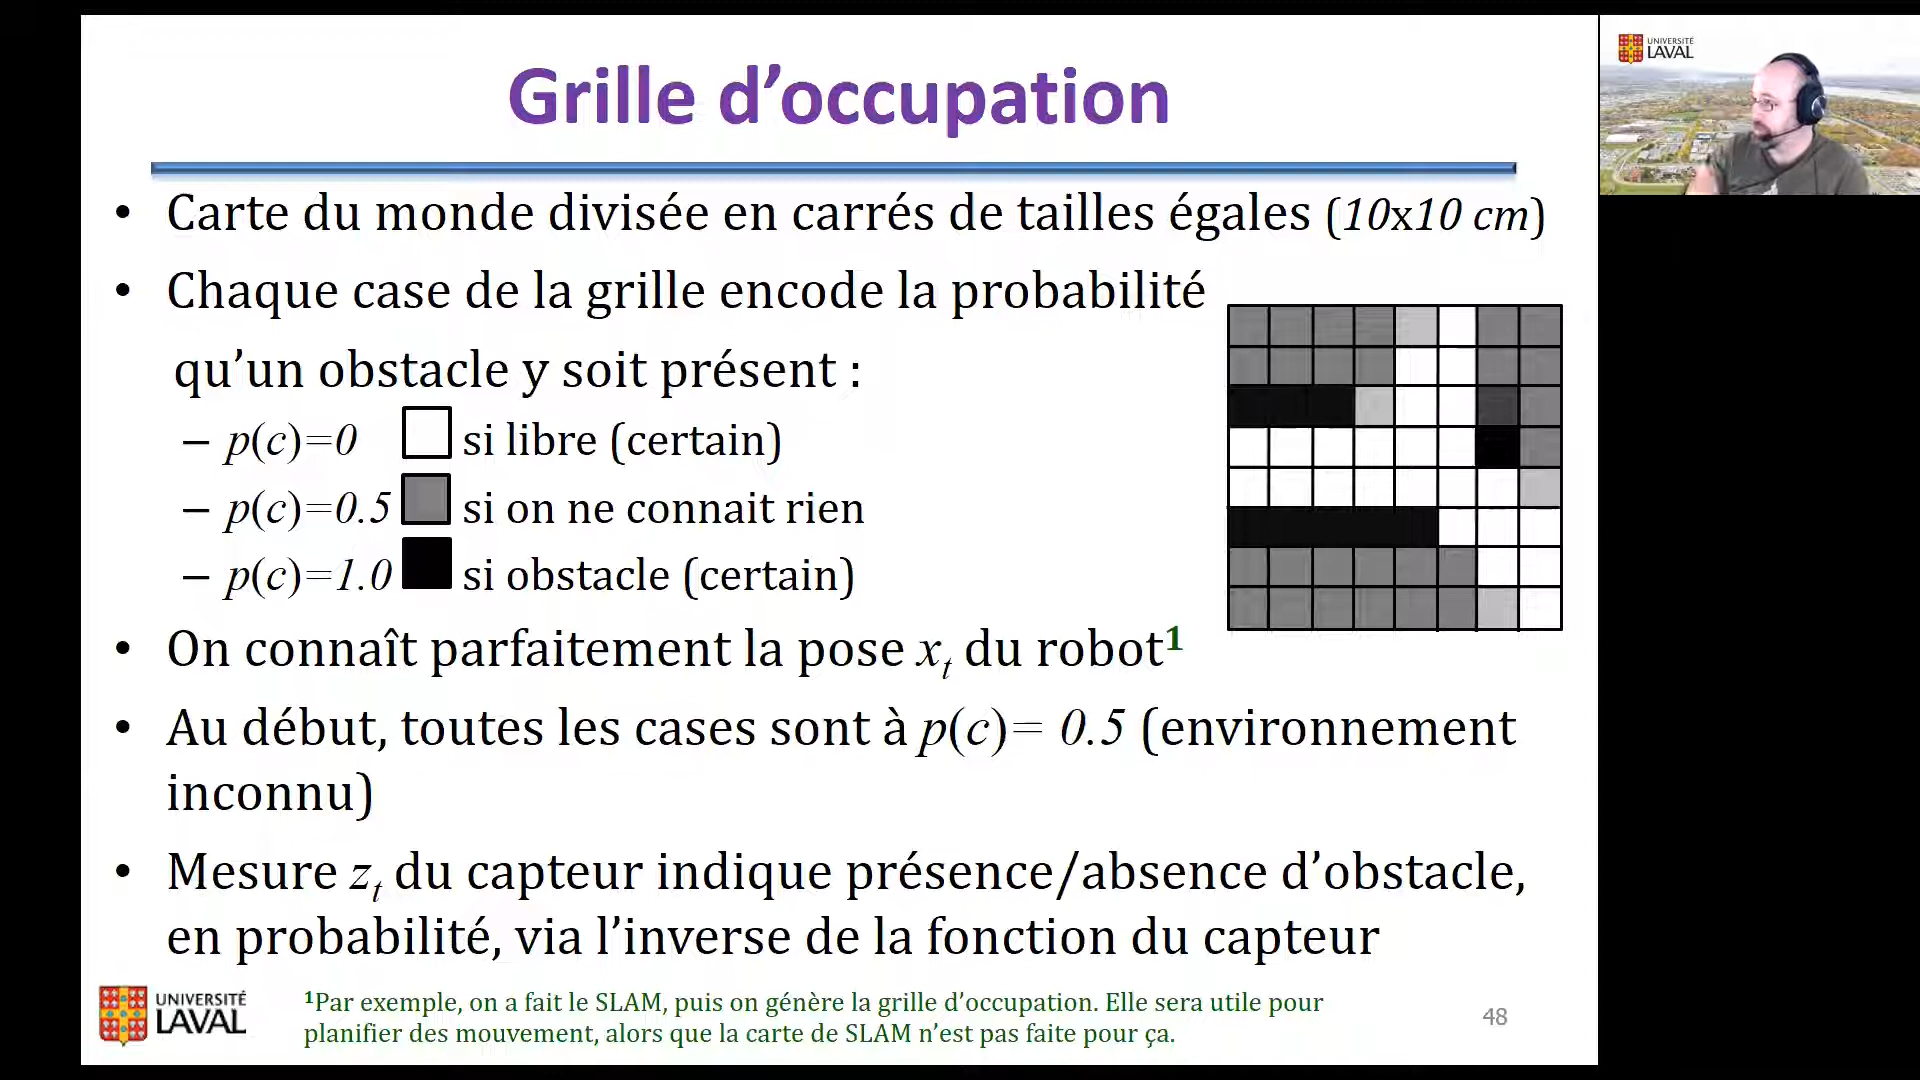 Grille d’occupation
• Carte du monde divisée en carrés de tailles égales (10x10 cm)
• Chaque case de la grille encode la probabilité
qu’un obstacle y soit présent :
– p(c)=0 si libre (certain)
– p(c)=0.5 si on ne connait rien
– p(c)=1.0 si obstacle (certain)
• On connaît parfaitement la pose xt du robot1
• Au début, toutes les cases sont à p(c)= 0.5 (environnement
inconnu)
• Mesure zt du capteur indique présence/absence d’obstacle,
en probabilité, via l’inverse de la fonction du capteur
UNIVERSITÉ
LAVAL
1Par exemple, on a fait le SLAM, puis on génère la grille d’occupation. Elle sera utile pour
planifier des mouvement, alors que la carte de SLAM n’est pas faite pour ça.
48
UNIVERSITÉ
LAVAL